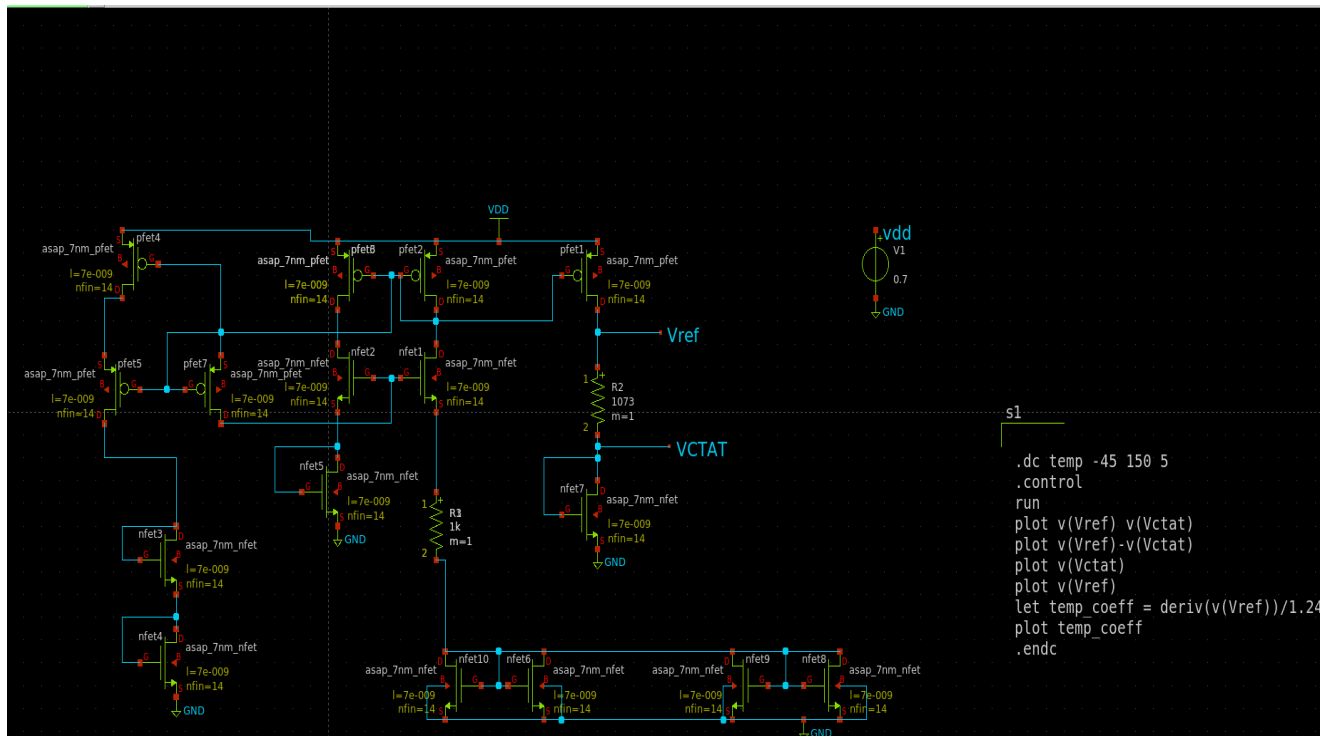 VDD
pfet4
asap_7nm_pfet
l=7e-009
nfin=14
asap_7nm_pfet
l=7e-009
nfin=14
pfet2
asap_7nm_pfet
l=7e-009
nfin=14
pfet1
asap_7nm_pfet
l=7e-009
nfin=14
vdd
V1
0.7
GND
Vref
pfet5
asap_7nm_pfet
l=7e-009
nfin=14
pfet7
asap_7nm_pfet
l=7e-009
nfin=14
nfet2
asap_7nm_nfet
l=7e-009
nfin=14
nfet1
asap_7nm_nfet
l=7e-009
nfin=14
1
R2
1073
m=1
2
VCTAT
nfet5
asap_7nm_nfet
l=7e-009
nfin=14
GND
1
1k
m=1
2
nfet7
asap_7nm_nfet
l=7e-009
nfin=14
GND
nfet3
asap_7nm_nfet
l=7e-009
nfin=14
nfet4
asap_7nm_nfet
l=7e-009
nfin=14
GND
nfet10
asap_7nm_nfet
l=7e-009
nfin=14
nfet6
asap_7nm_nfet
l=7e-009
nfin=14
nfet9
asap_7nm_nfet
l=7e-009
nfin=14
nfet8
asap_7nm_nfet
l=7e-009
nfin=14
GND
s1
.dc temp -45 150 5
.control
run
plot v(Vref) v(Vctat)
plot v(Vref)-v(Vctat)
plot v(Vctat)
plot v(Vref)
let temp_coeff = deriv(v(Vref))/1.24
plot temp_coeff
.endc